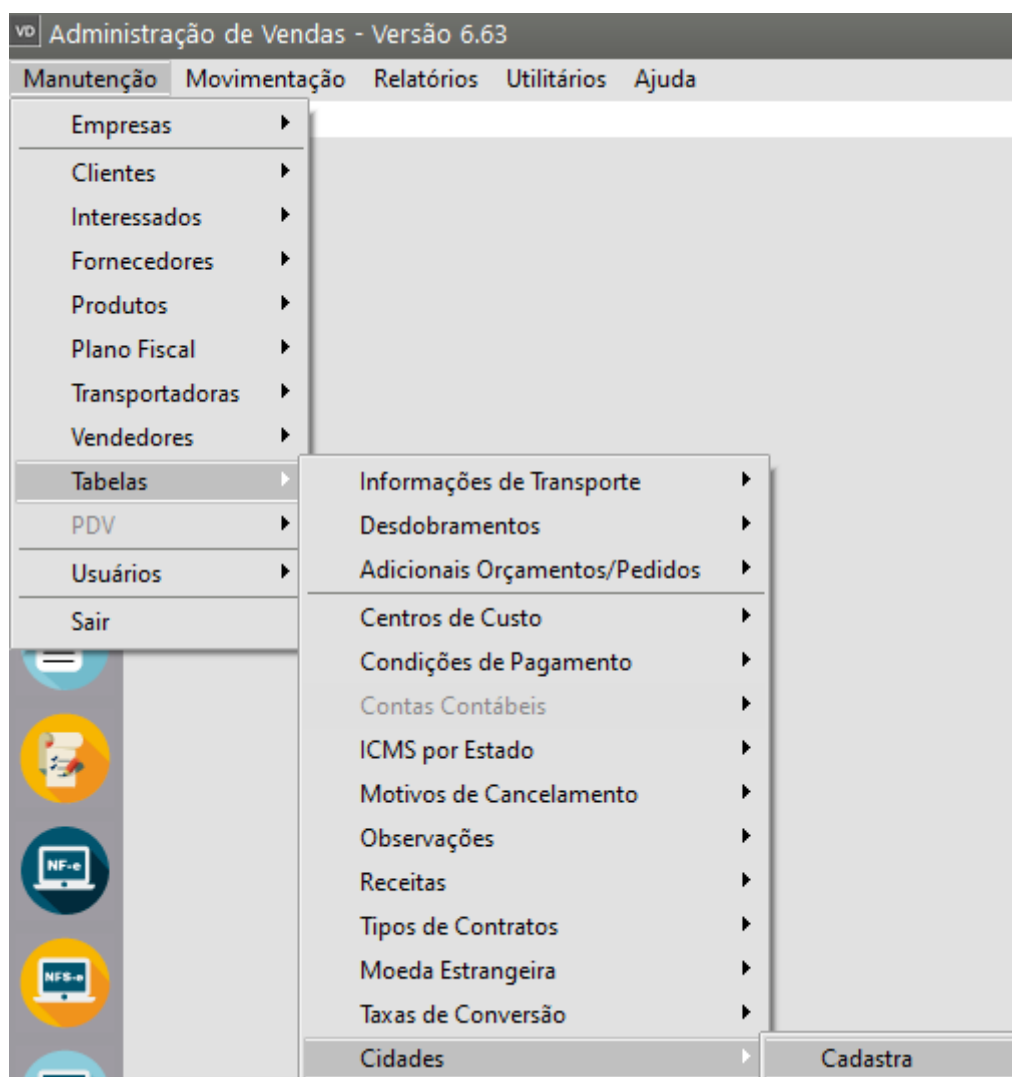 VD Administração de Vendas - Versão 6.63
Manutenção Movimentação Relatórios Utilitários Ajuda
Empresas
Clientes
Interessados
Fornecedores
Produtos
Plano Fiscal
Transportadoras
Vendedores
Tabelas
PDV
Usuários
Sair
Informações de Transporte
Desdobramentos
Adicionais Orçamentos/Pedidos
Centros de Custo
Condições de Pagamento
Contas Contábeis
ICMS por Estado
Motivos de Cancelamento
Observações
Receitas
Tipos de Contratos
Moeda Estrangeira
Taxas de Conversão
Cidades
Cadastra
NF-e
NFS-e